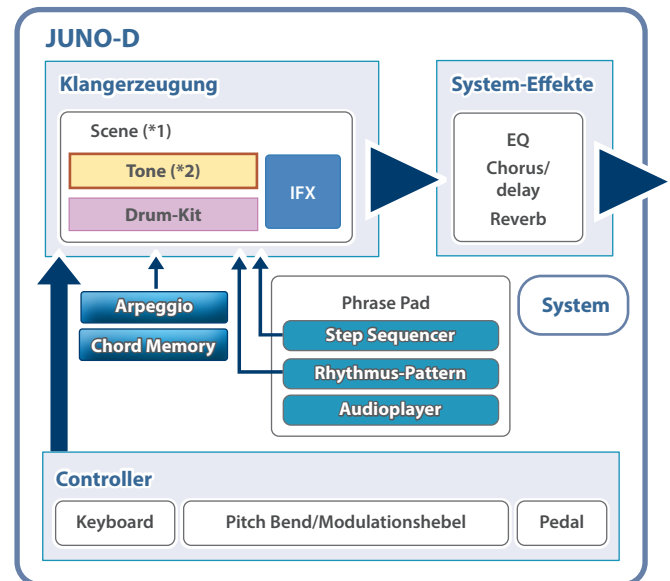 JUNO-D
Klangerzeugung
Scene (*1)
Tone (*2)
Drum-Kit
IFX
System-Effekte
EQ
Chorus/
delay
Reverb
Arpeggio
Chord Memory
Phrase Pad
Step Sequencer
Rhythmus-Pattern
Audioplayer
System
Controller
Keyboard
Pitch Bend/Modulationshebel
Pedal